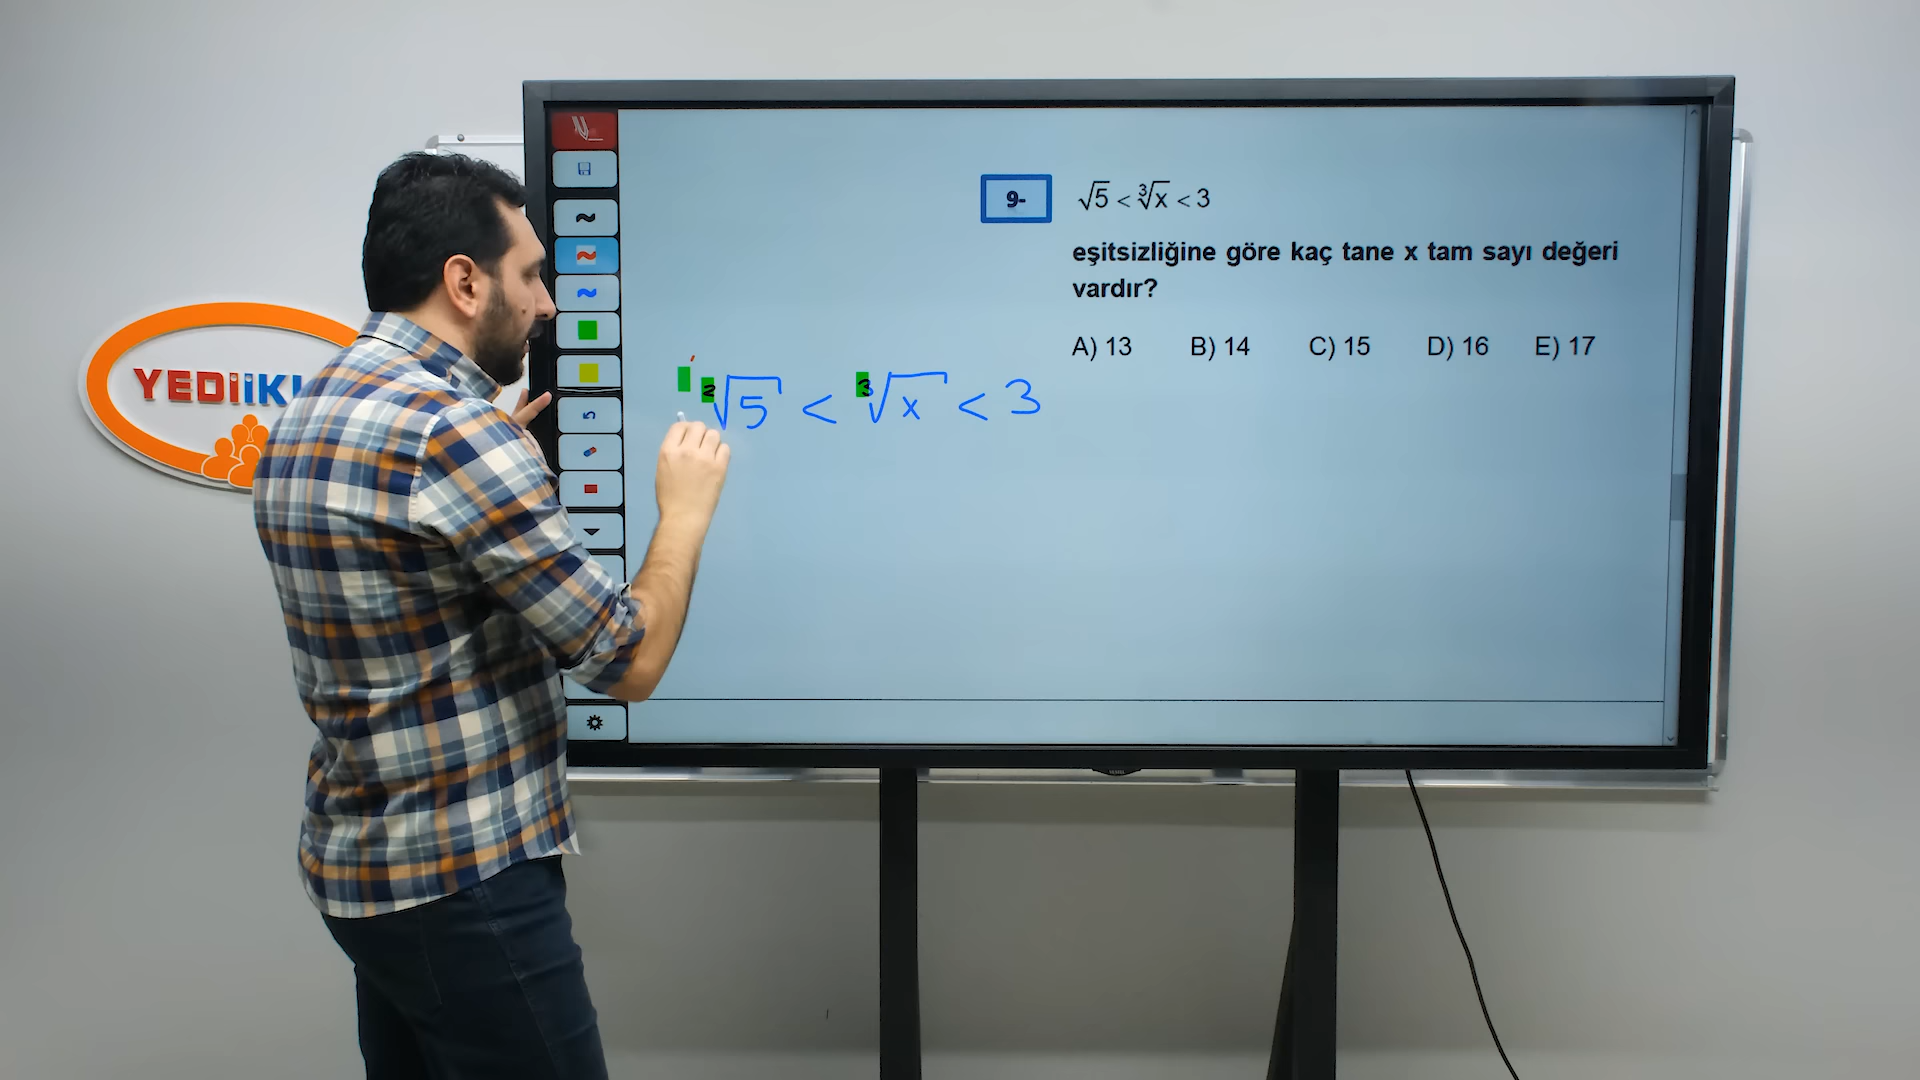 9- √5 < ∛x < 3
eşitsizliğine göre kaç tane x tam sayı değeri
vardır?
A) 13 B) 14 C) 15 D) 16 E) 17
²√5 < ³√x < 3